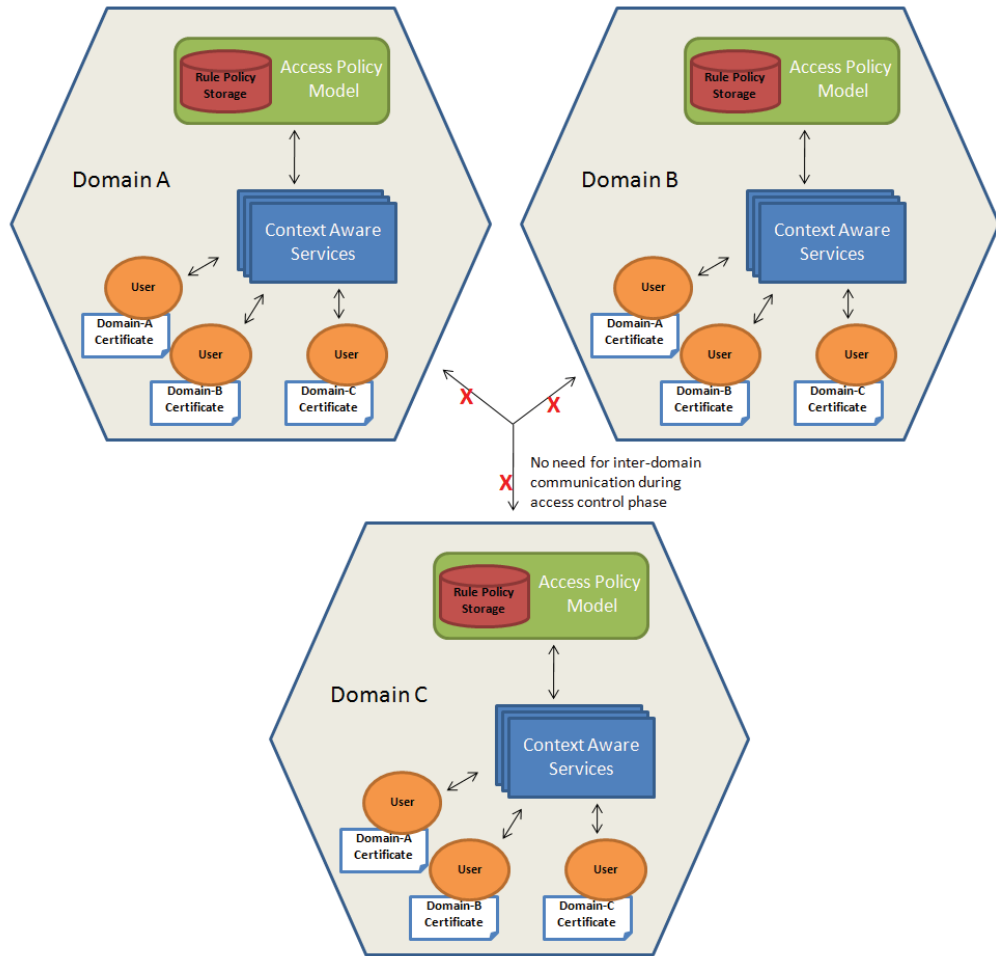 Rule Policy
Storage
Access Policy
Model
Domain A
Context Aware
Services
User
Domain-A
Certificate
User
Domain-B
Certificate
User
Domain-C
Certificate
Rule Policy
Storage
Access Policy
Model
Domain B
Context Aware
Services
User
Domain-A
Certificate
User
Domain-B
Certificate
User
Domain-C
Certificate
X
X
X
No need for inter-domain
communication during
access control phase
Rule Policy
Storage
Access Policy
Model
Domain C
Context Aware
Services
User
Domain-A
Certificate
User
Domain-B
Certificate
User
Domain-C
Certificate